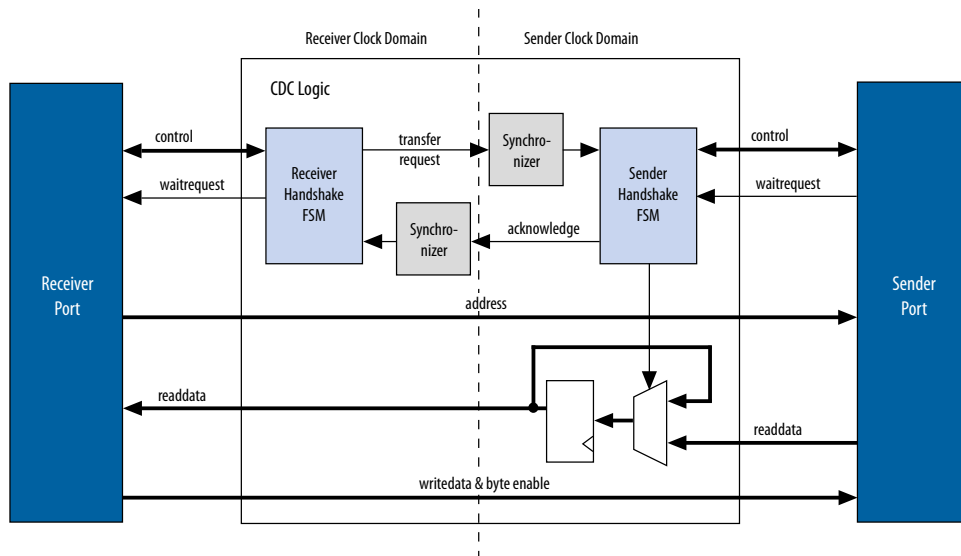 Receiver Clock Domain
Sender Clock Domain
CDC Logic
control
transfer
request
Synchro-
nizer
control
Receiver
Handshake
FSM
Sender
Handshake
FSM
waitrequest
waitrequest
Synchro-
nizer
acknowledge
Receiver
Port
Sender
Port
address
readdata
readdata
writedata & byte enable